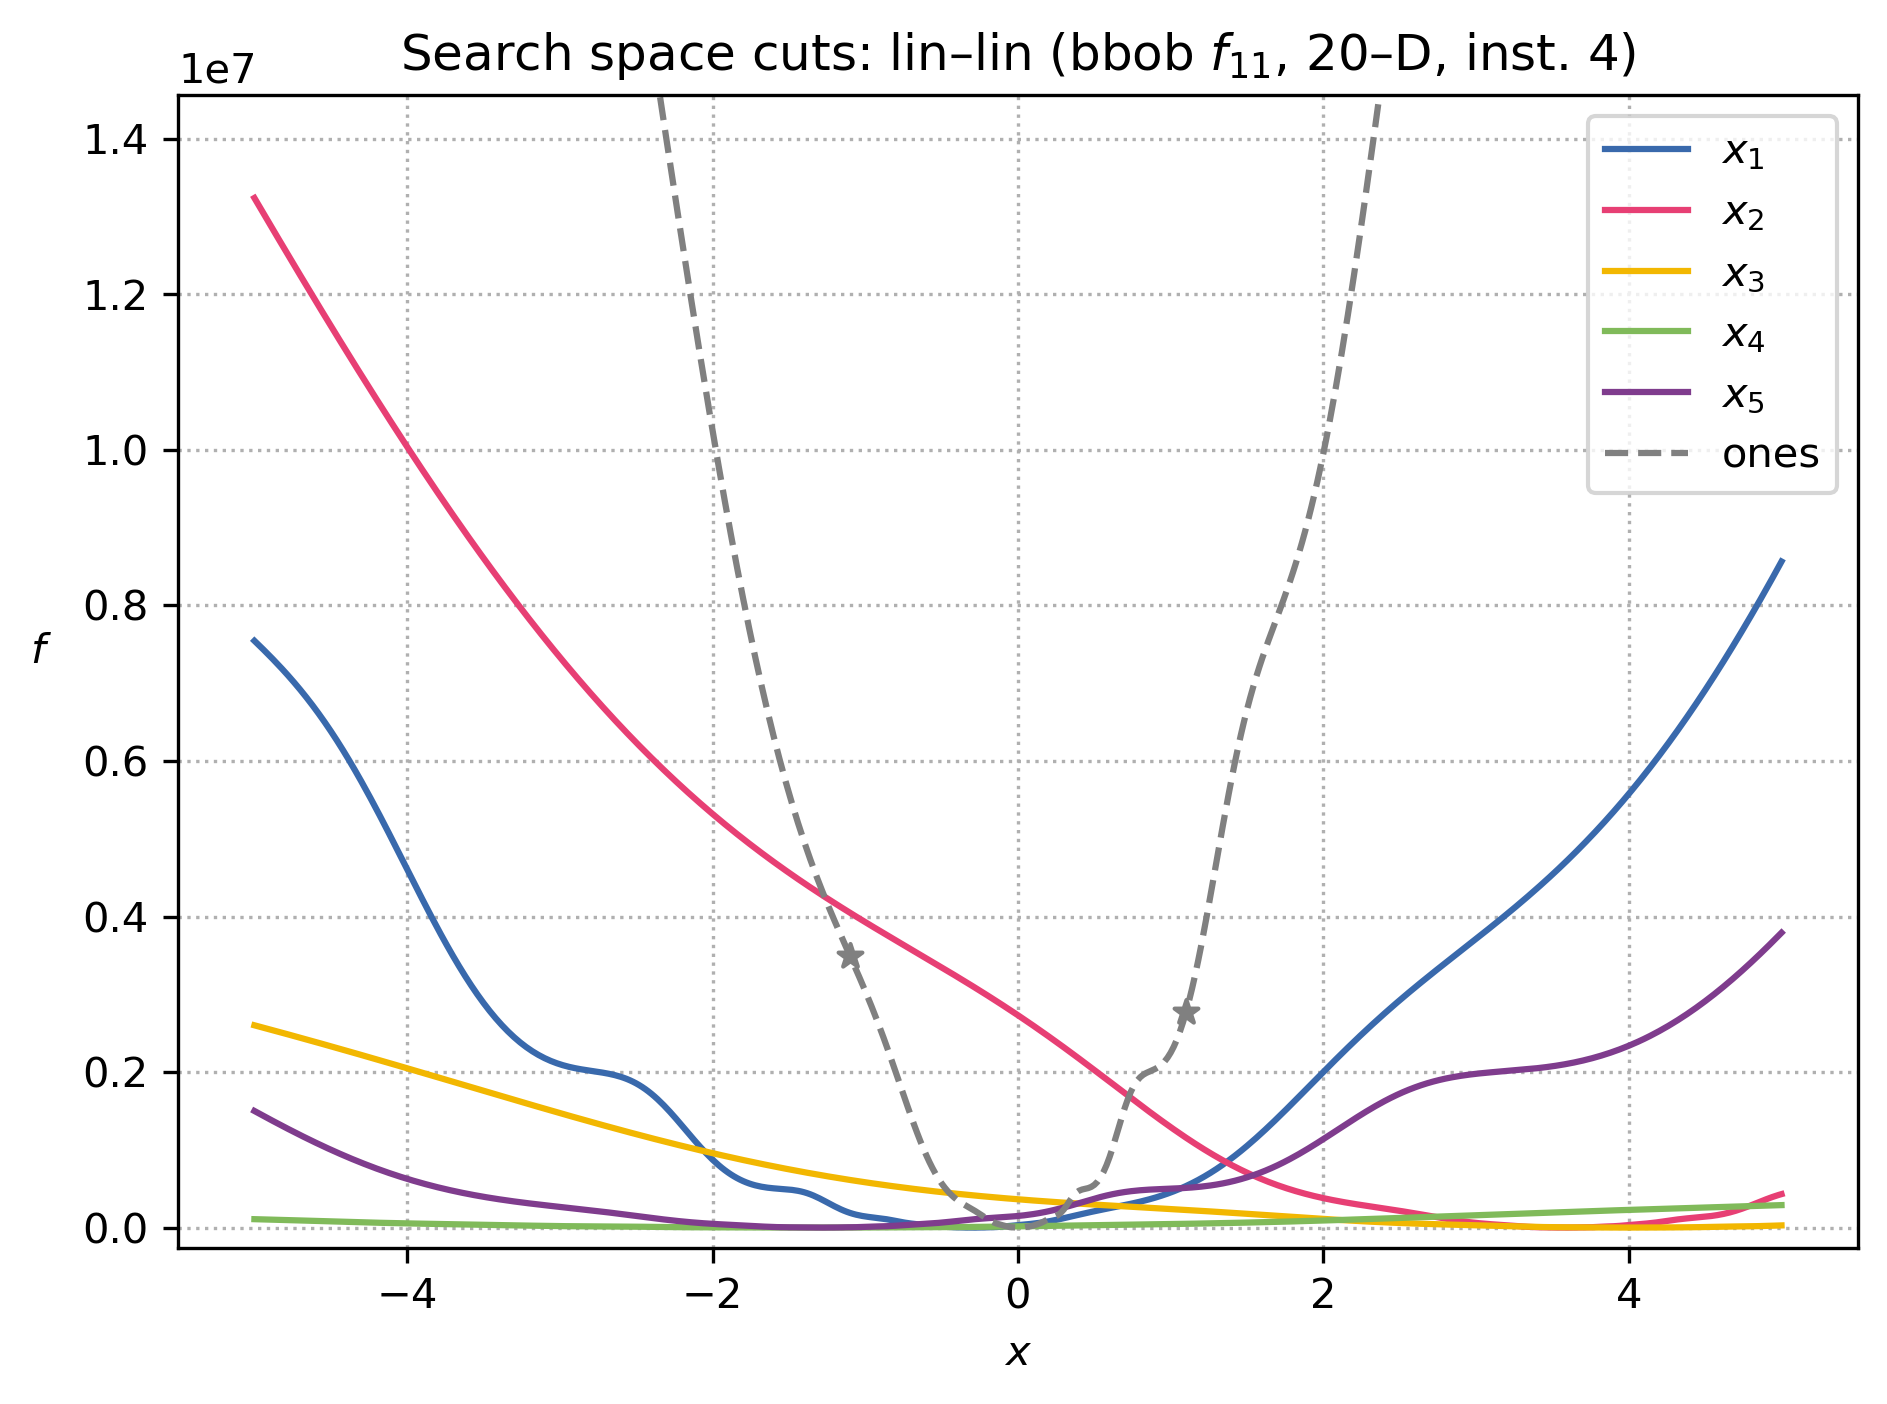 Search space cuts: lin–lin (bbob f₁₁, 20–D, inst. 4)
1e7
1.4
1.2
1.0
0.8
0.6
0.4
0.2
0.0
f
−4
−2
0
2
4
x
x₁
x₂
x₃
x₄
x₅
ones